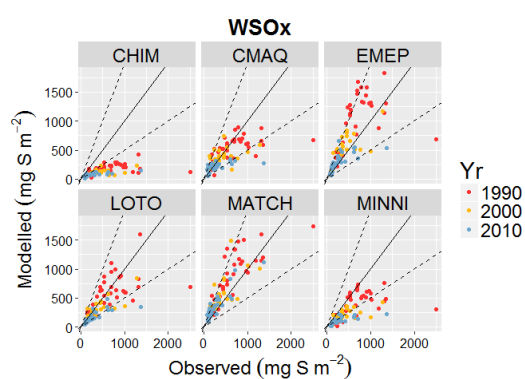 WSOx
CHIM CMAQ EMEP
1500
1000
500
0
LOTO MATCH MINNI
1500
1000
500
0
0 1000 2000 0 1000 2000 0 1000 2000
Modelled (mg S m⁻²)
Observed (mg S m⁻²)
Yr
1990
2000
2010